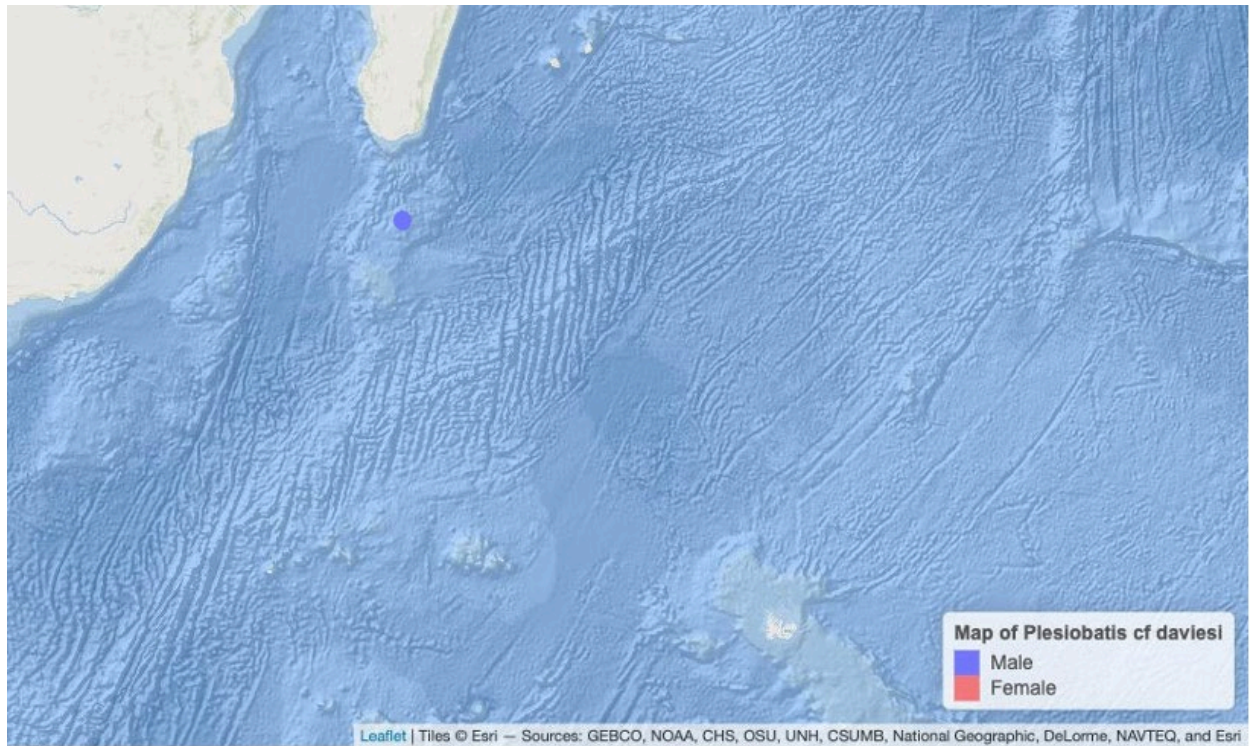 Map of Plesiobatis cf daviesi
Male
Female
Leaflet | Tiles © Esri — Sources: GEBCO, NOAA, CHS, OSU, UNH, CSUMB, National Geographic, DeLorme, NAVTEQ, and Esri